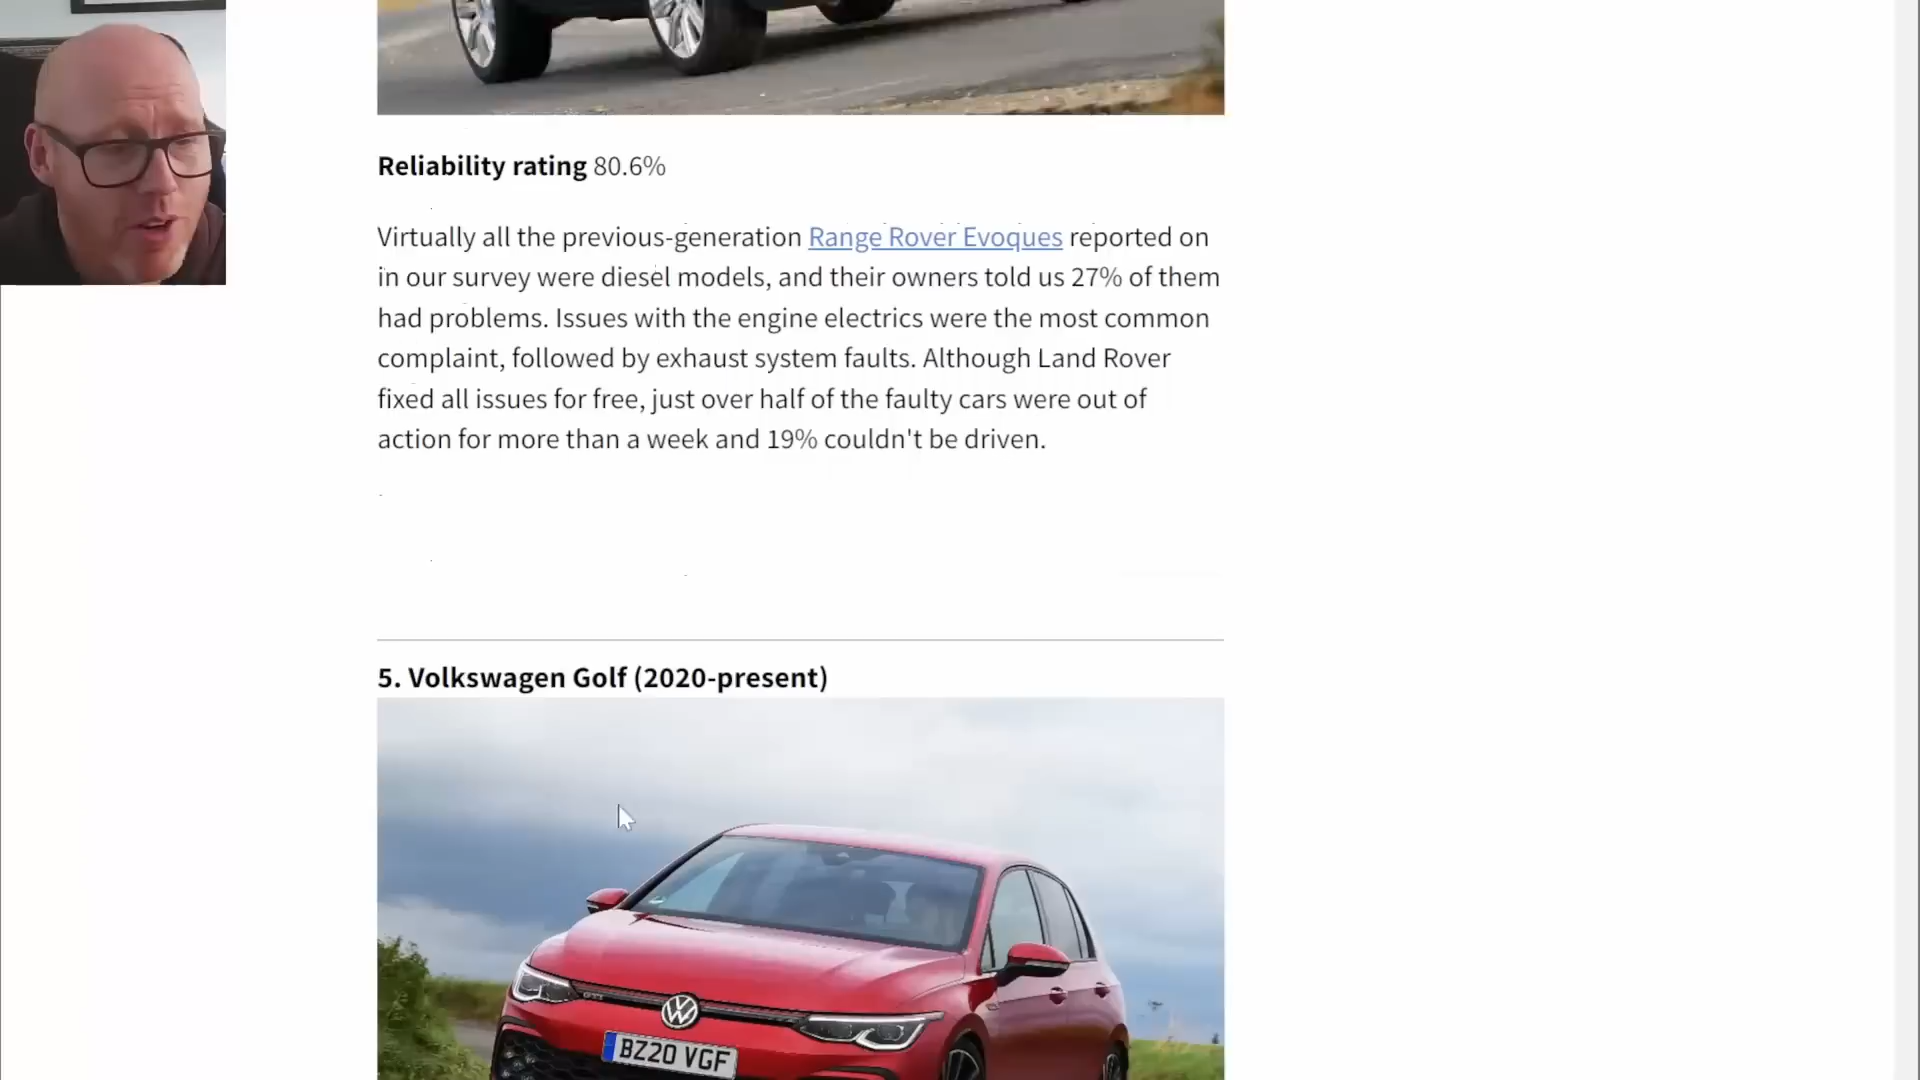 Reliability rating 80.6%
Virtually all the previous-generation Range Rover Evoques reported on
in our survey were diesel models, and their owners told us 27% of them
had problems. Issues with the engine electrics were the most common
complaint, followed by exhaust system faults. Although Land Rover
fixed all issues for free, just over half of the faulty cars were out of
action for more than a week and 19% couldn't be driven.
5. Volkswagen Golf (2020-present)
GTI
BZ20 VGF